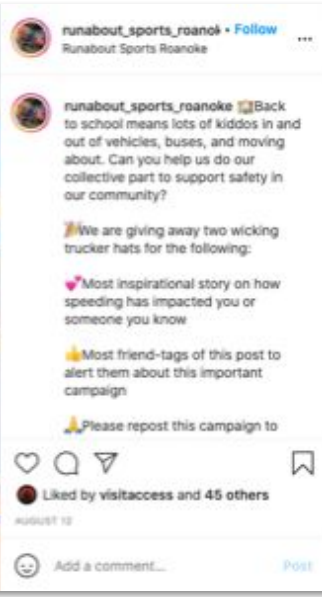 runabout_sports_roanok • Follow
Runabout Sports Roanoke
...
runabout_sports_roanoke 🏫Back
to school means lots of kiddos in and
out of vehicles, buses, and moving
about. Can you help us do our
collective part to support safety in
our community?
🎉We are giving away two wicking
trucker hats for the following:
💕Most inspirational story on how
speeding has impacted you or
someone you know
👍Most friend-tags of this post to
alert them about this important
campaign
🙏Please repost this campaign to
Liked by visitaccess and 45 others
AUGUST 12
Add a comment...
Post